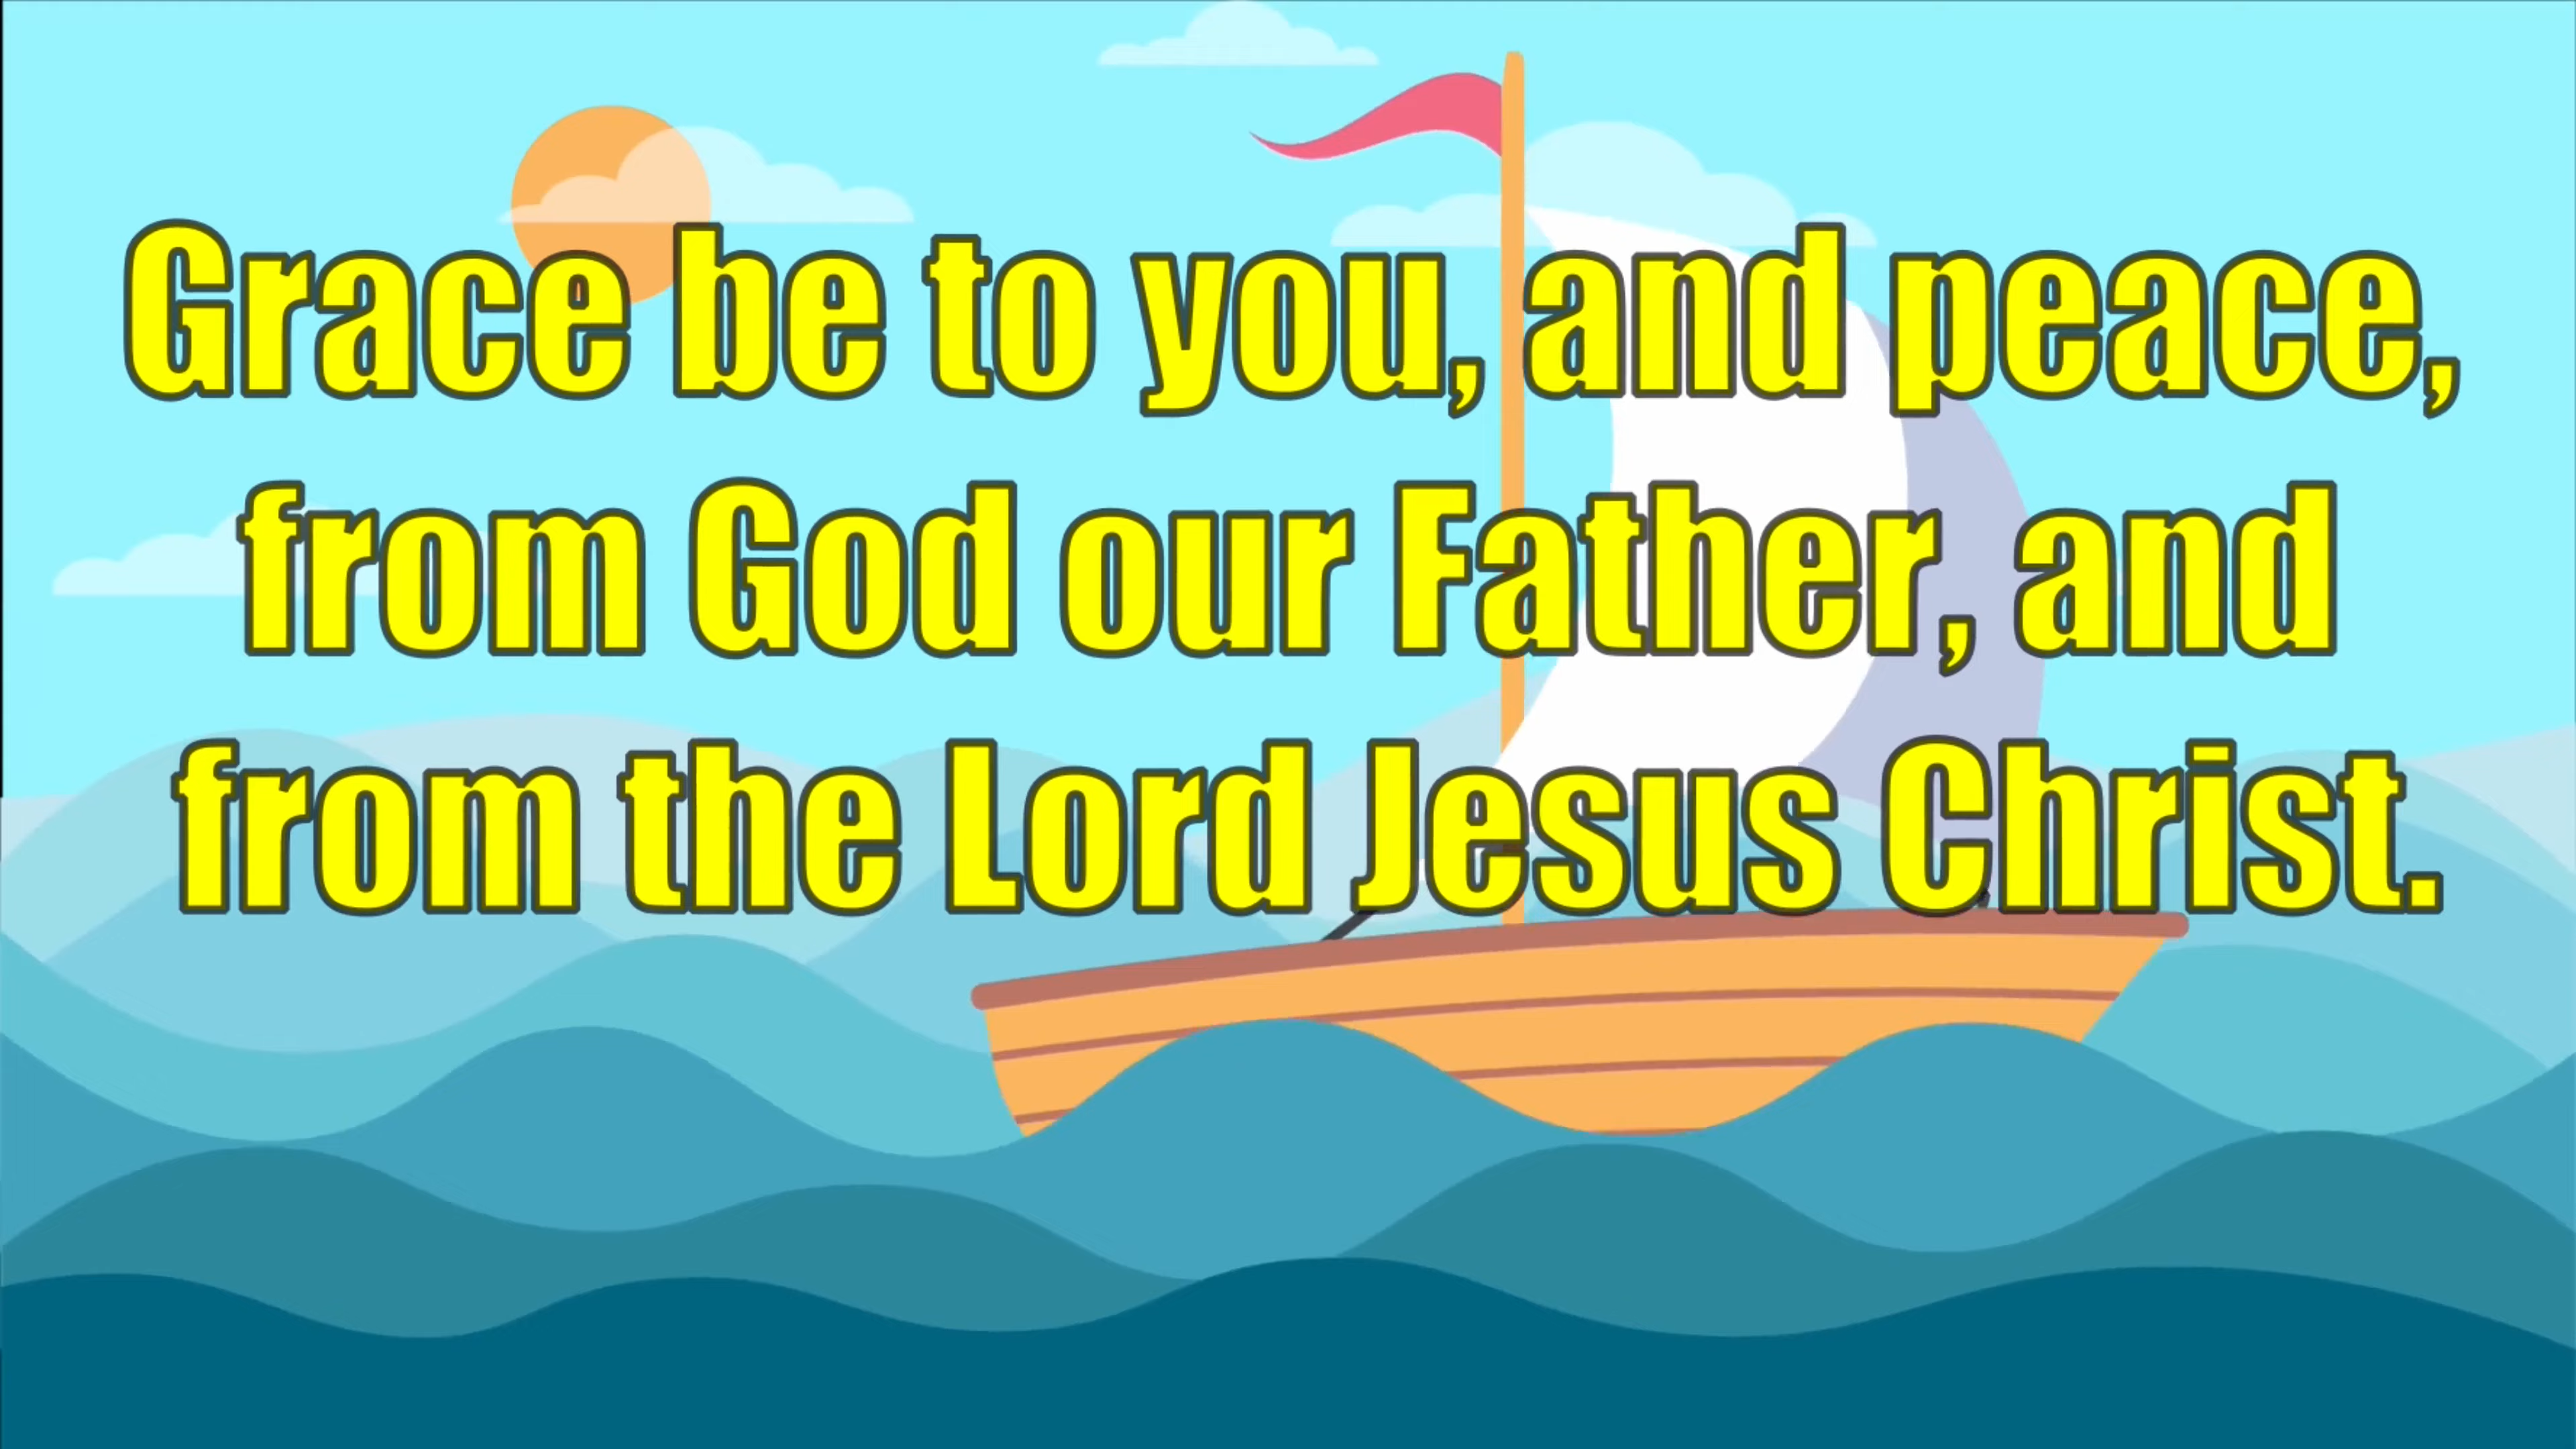 Grace be to you, and peace,
from God our Father, and
from the Lord Jesus Christ.